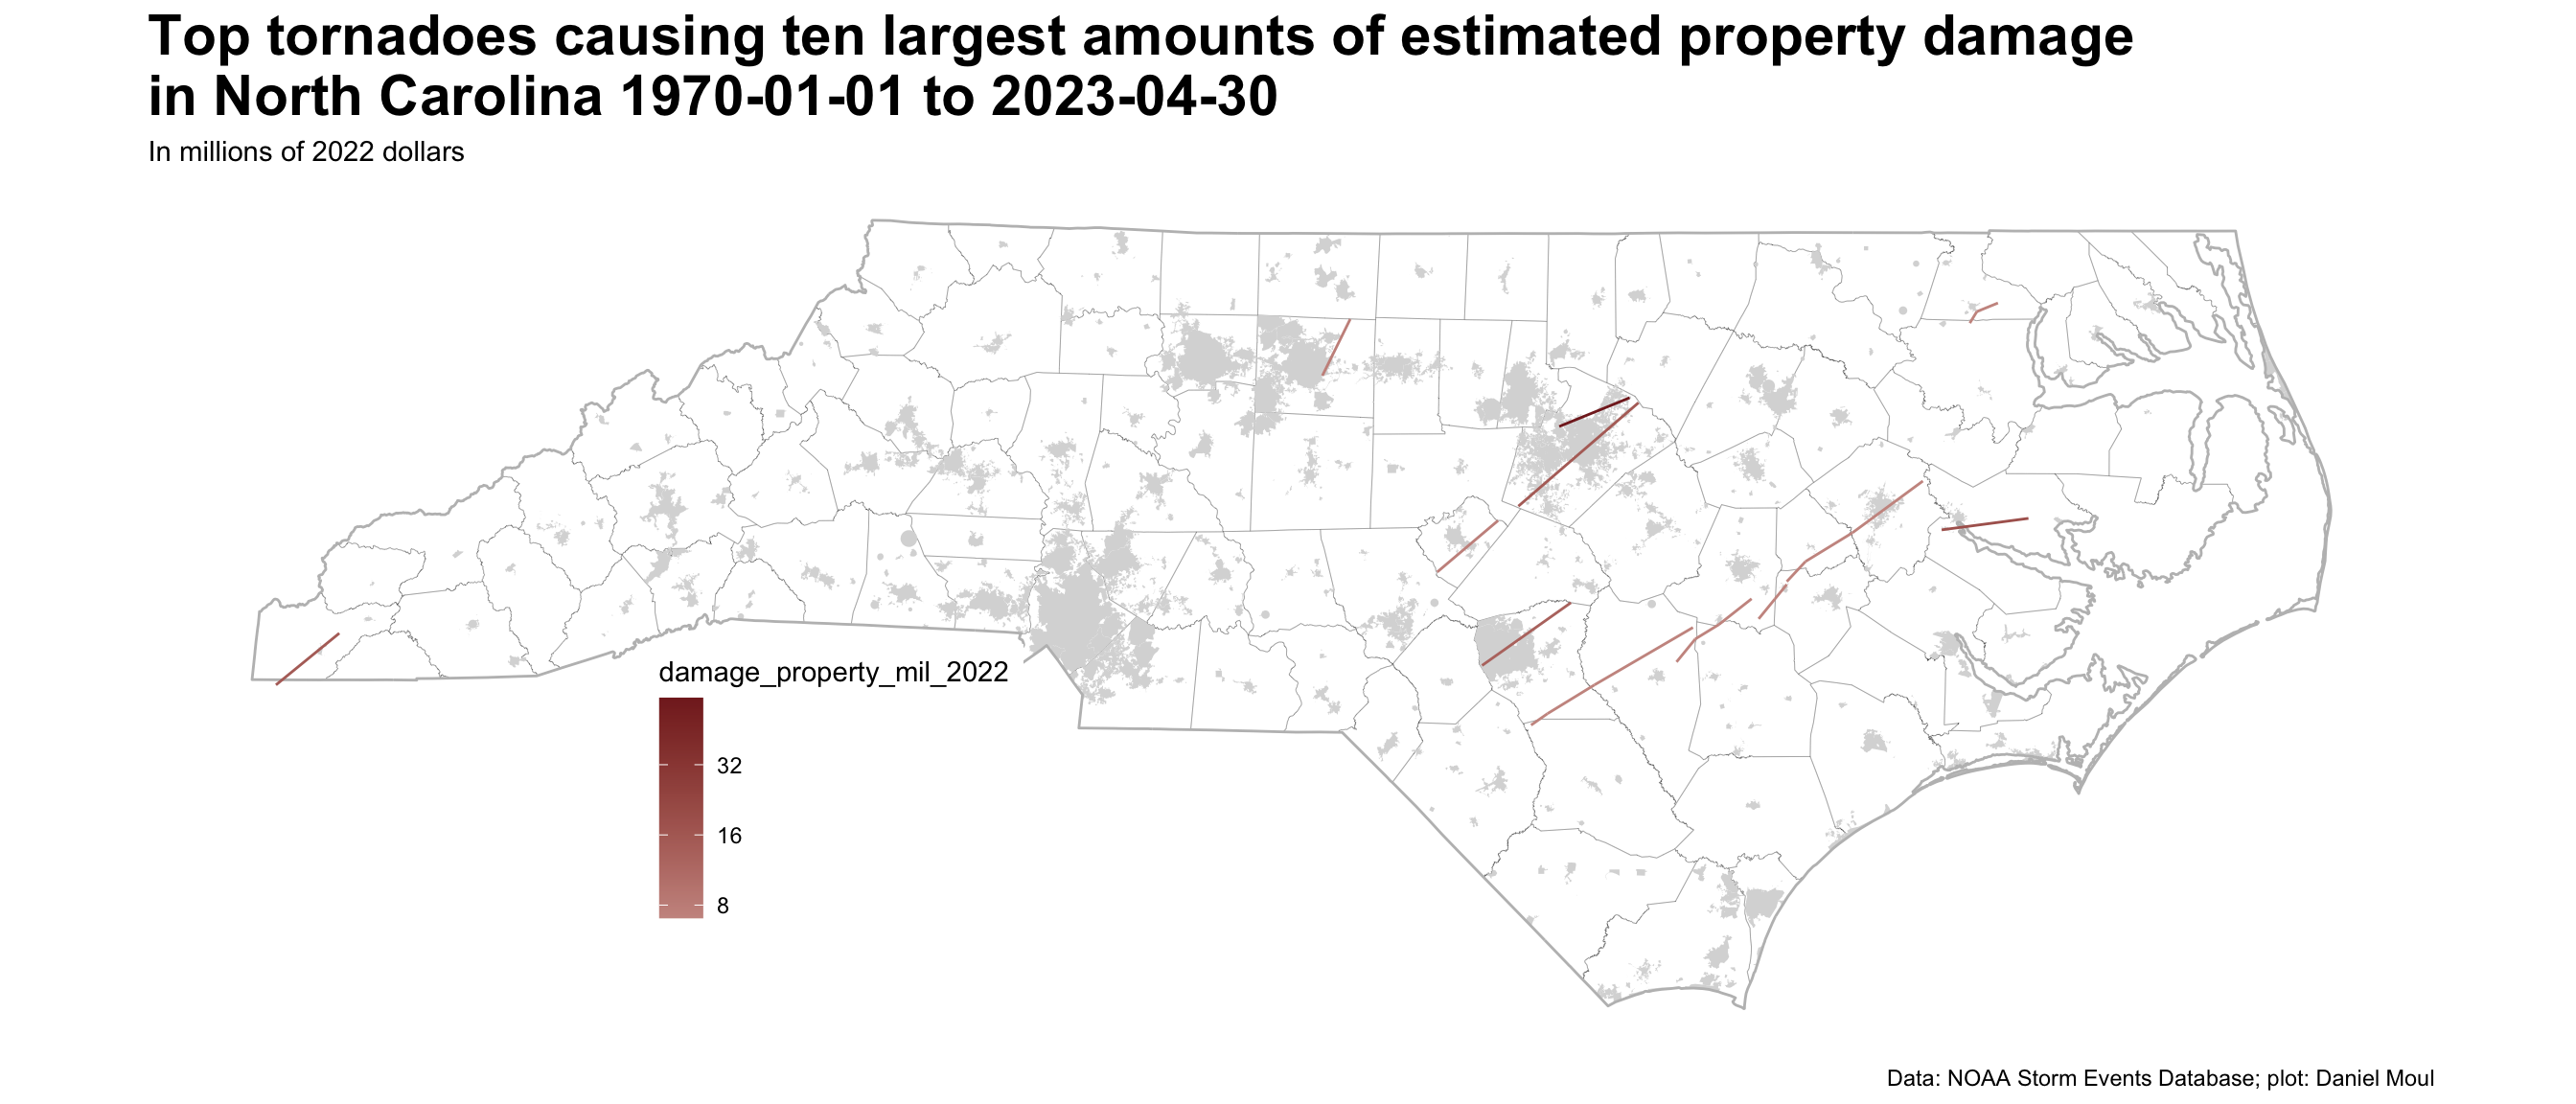 Top tornadoes causing ten largest amounts of estimated property damage
in North Carolina 1970-01-01 to 2023-04-30
In millions of 2022 dollars
damage_property_mil_2022
32
16
8
Data: NOAA Storm Events Database; plot: Daniel Moul